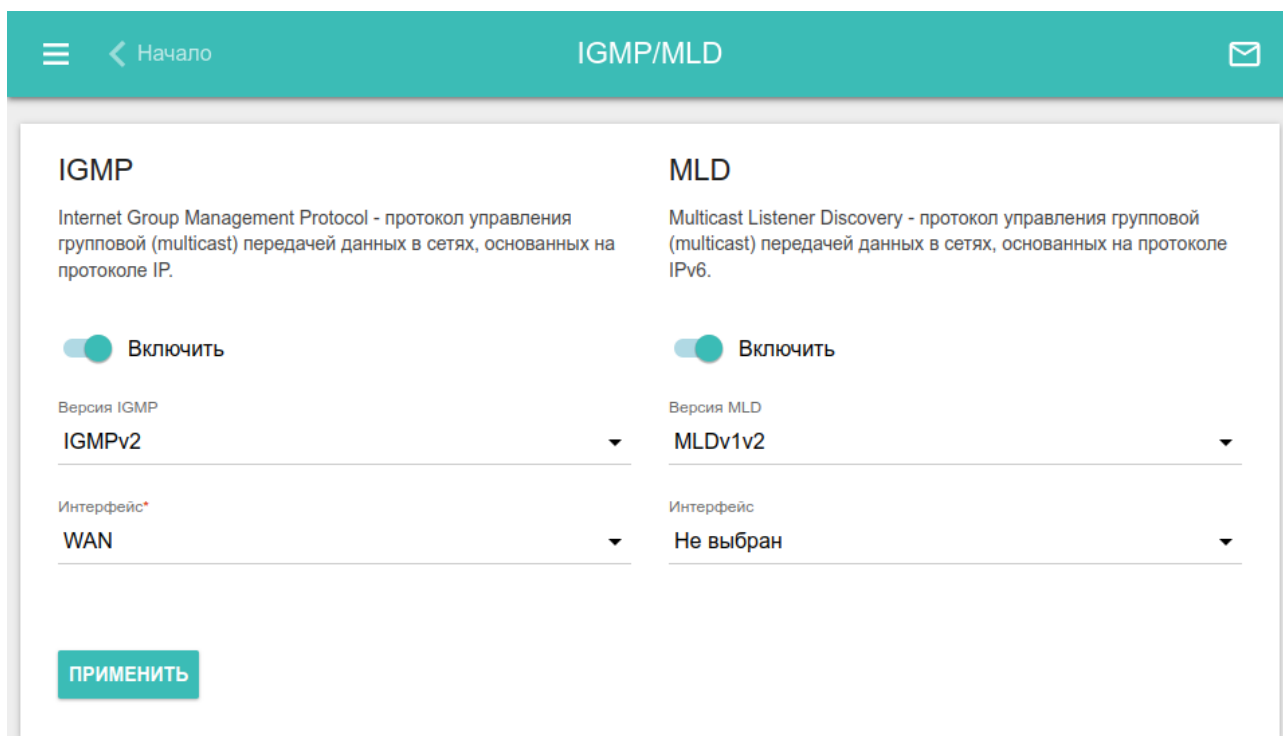 Начало
IGMP/MLD
IGMP
Internet Group Management Protocol - протокол управления
групповой (multicast) передачей данных в сетях, основанных на
протоколе IP.
Включить
Версия IGMP
IGMPv2
Интерфейс*
WAN
MLD
Multicast Listener Discovery - протокол управления групповой
(multicast) передачей данных в сетях, основанных на протоколе
IPv6.
Включить
Версия MLD
MLDv1v2
Интерфейс
Не выбран
ПРИМЕНИТЬ